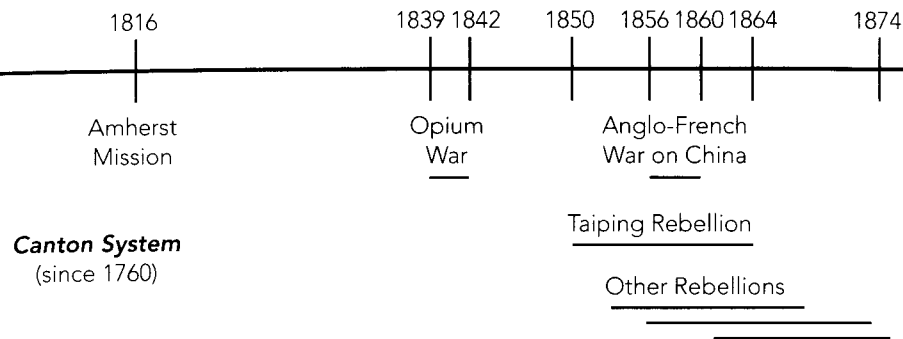 1816 1839 1842 1850 1856 1860 1864 1874
Amherst
Mission
Opium
War
Anglo-French
War on China
Taiping Rebellion
Canton System
(since 1760)
Other Rebellions